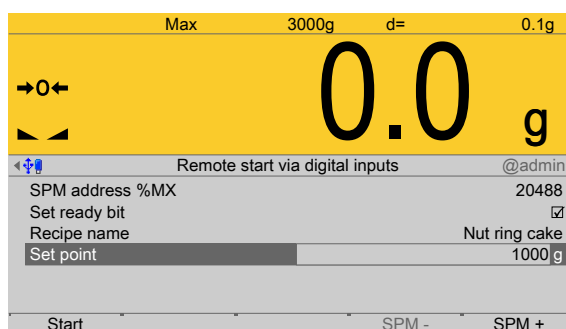 Max 3000g d= 0.1g
→0←
0.0 g
Remote start via digital inputs @admin
SPM address %MX 20488
Set ready bit ☑
Recipe name Nut ring cake
Set point 1000 g
Start SPM - SPM +